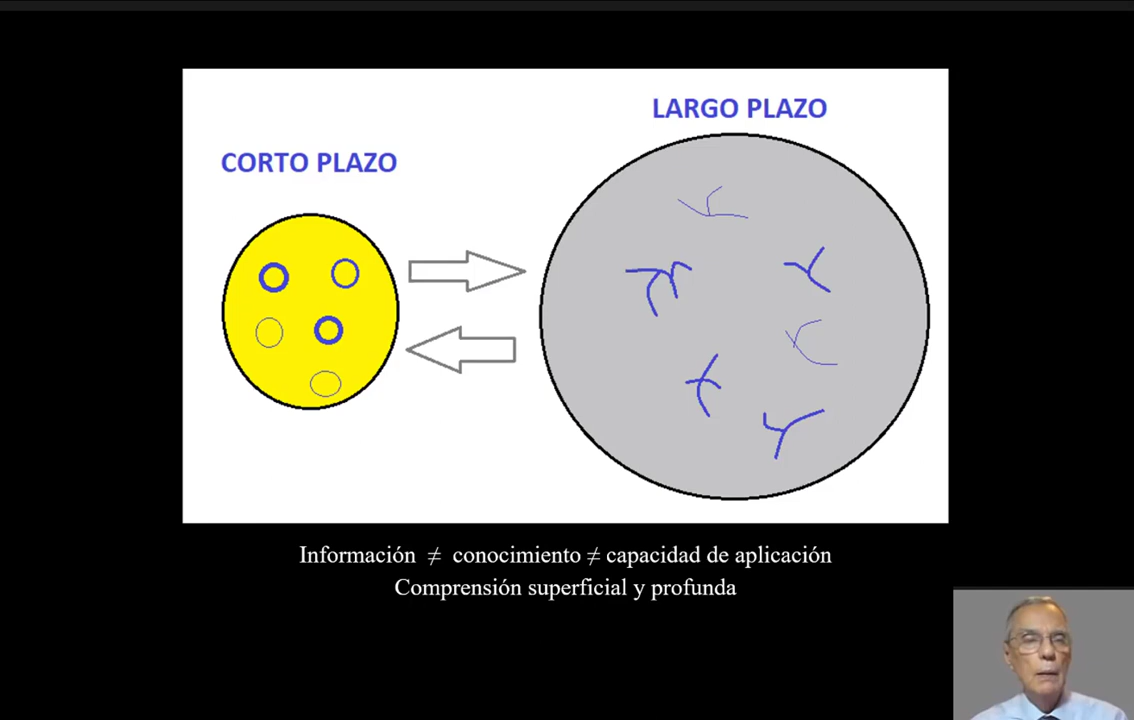 LARGO PLAZO
CORTO PLAZO
Información ≠ conocimiento ≠ capacidad de aplicación
Comprensión superficial y profunda